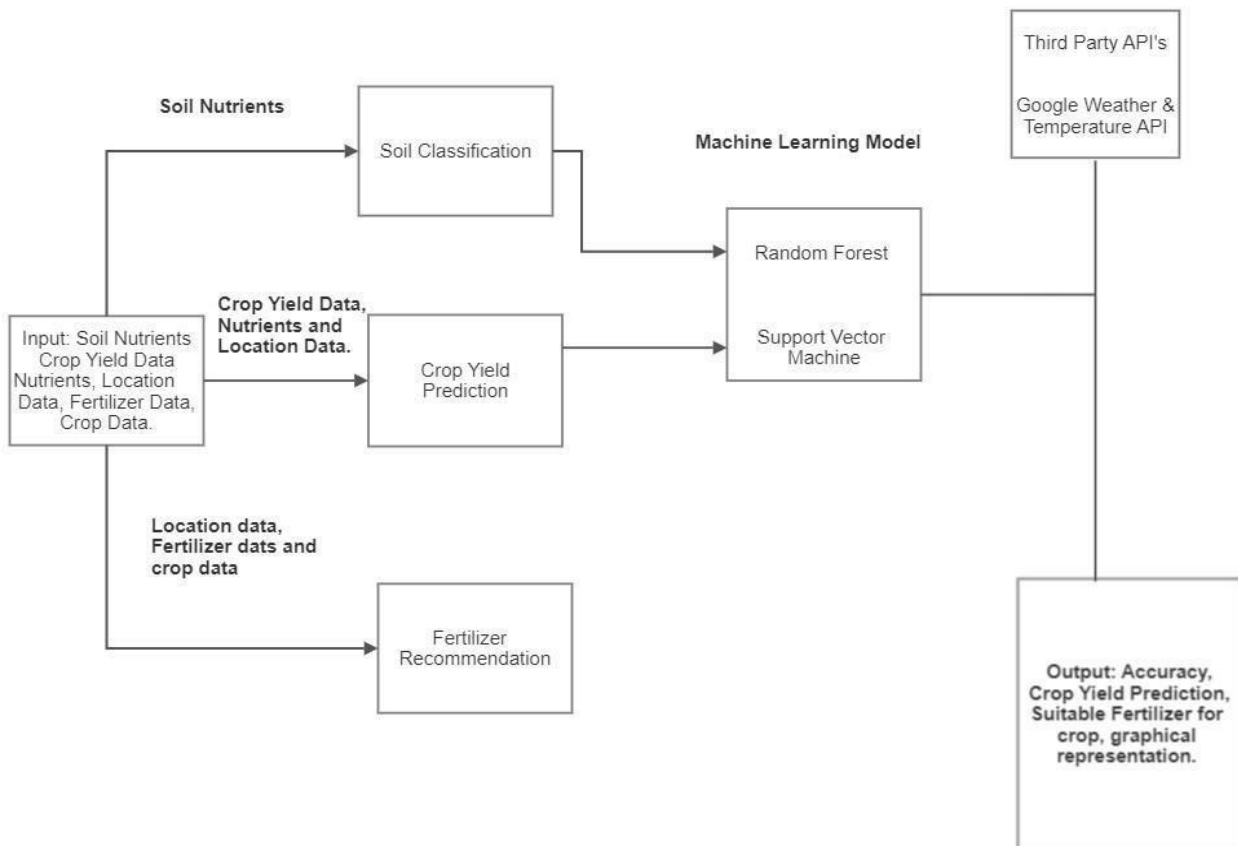 Third Party API's
Google Weather &
Temperature API
Soil Nutrients
Soil Classification
Machine Learning Model
Random Forest
Support Vector
Machine
Crop Yield Data,
Nutrients and
Location Data.
Input: Soil Nutrients
Crop Yield Data
Nutrients, Location
Data, Fertilizer Data,
Crop Data.
Crop Yield
Prediction
Location data,
Fertilizer dats and
crop data
Fertilizer
Recommendation
Output: Accuracy,
Crop Yield Prediction,
Suitable Fertilizer for
crop, graphical
representation.